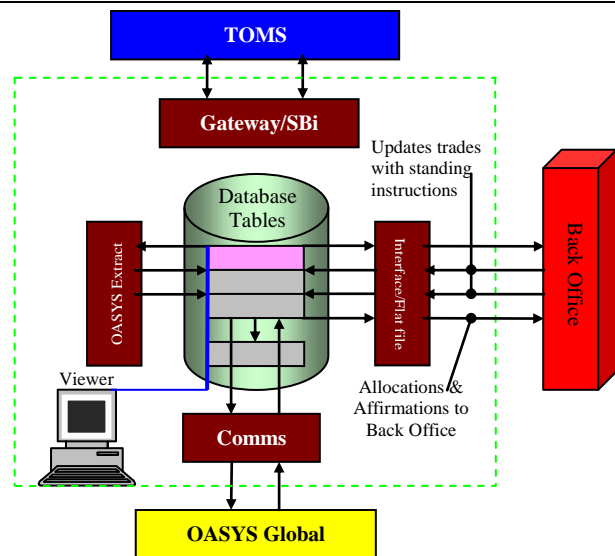 TOMS
Gateway/SBi
Updates trades
with standing
instructions
Database
Tables
OASYS Extract
Interface/Flat file
Back Office
Viewer
Allocations &
Affirmations to
Back Office
Comms
OASYS Global